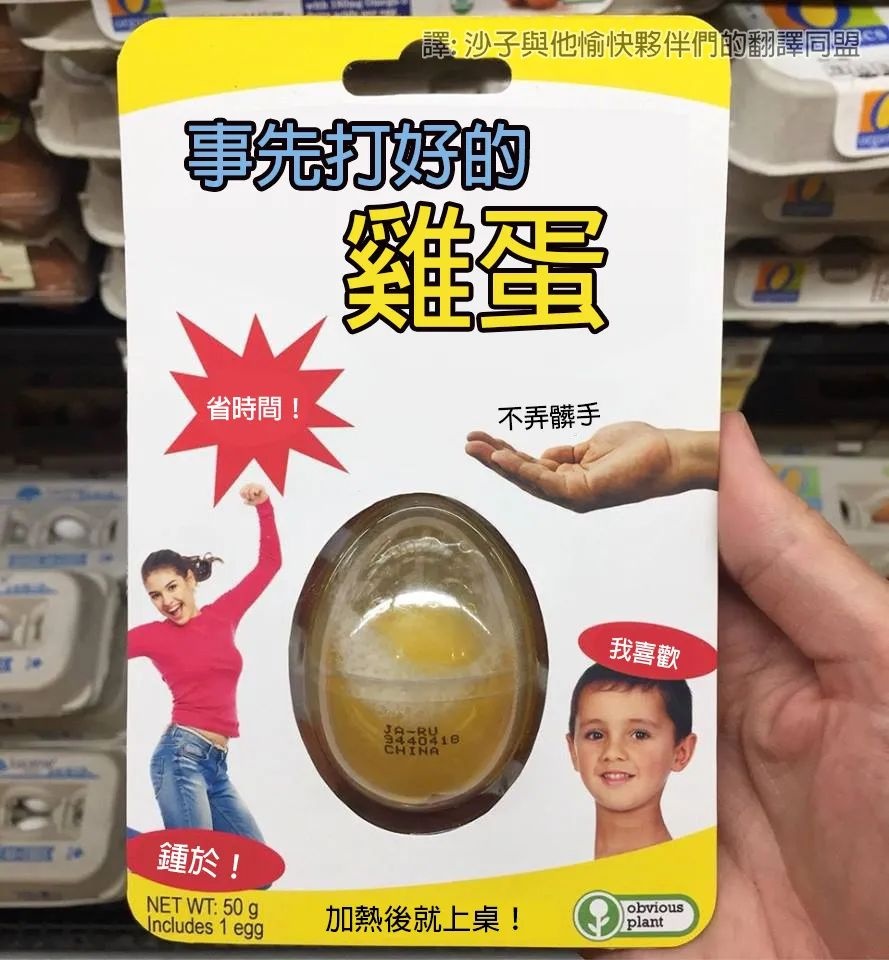 譯: 沙子與他愉快夥伴們的翻譯同盟
事先打好的
雞蛋
省時間！
不弄髒手
我喜歡
JA-RU
9440418
CHINA
鍾於！
NET WT: 50 g
Includes 1 egg
加熱後就上桌！
obvious
plant